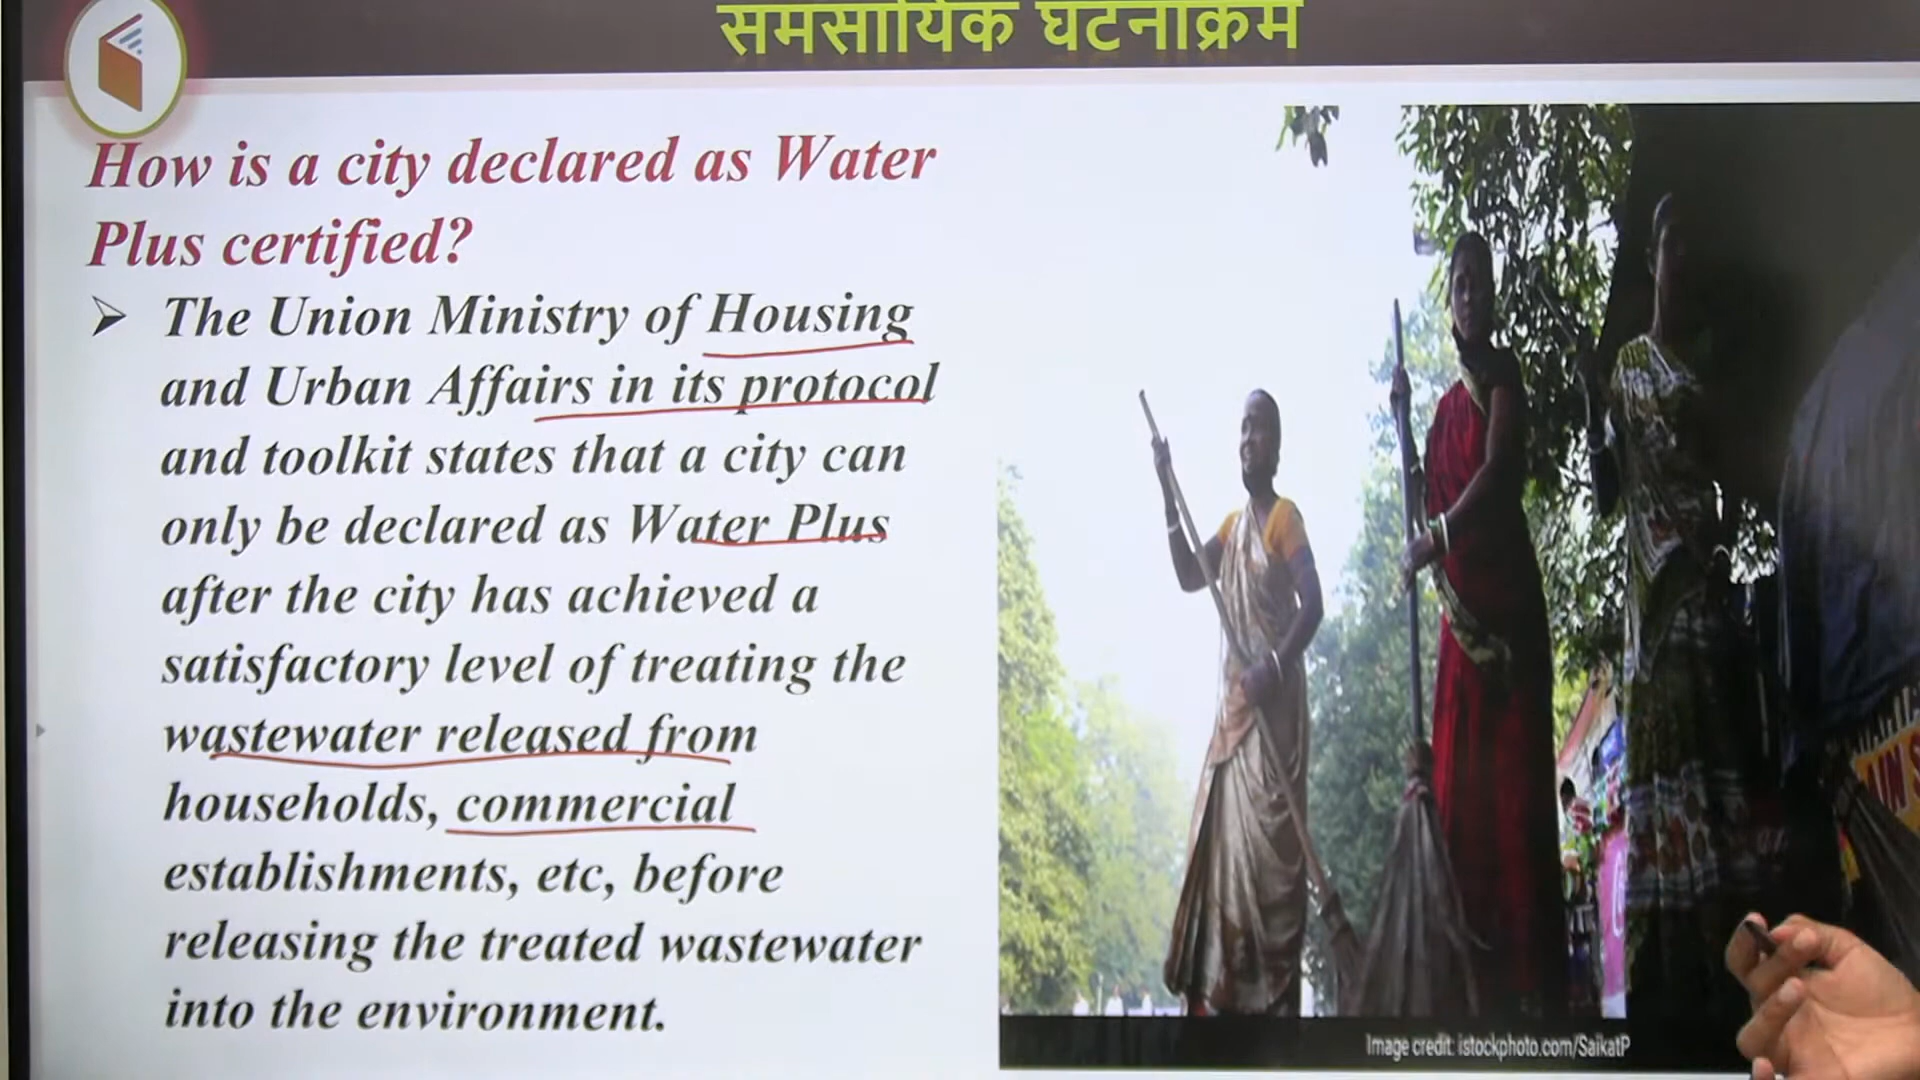 समसामयिक घटनाक्रम
How is a city declared as Water
Plus certified?
➢ The Union Ministry of Housing
and Urban Affairs in its protocol
and toolkit states that a city can
only be declared as Water Plus
after the city has achieved a
satisfactory level of treating the
wastewater released from
households, commercial
establishments, etc, before
releasing the treated wastewater
into the environment.
Image credit: istockphoto.com/SaikatP